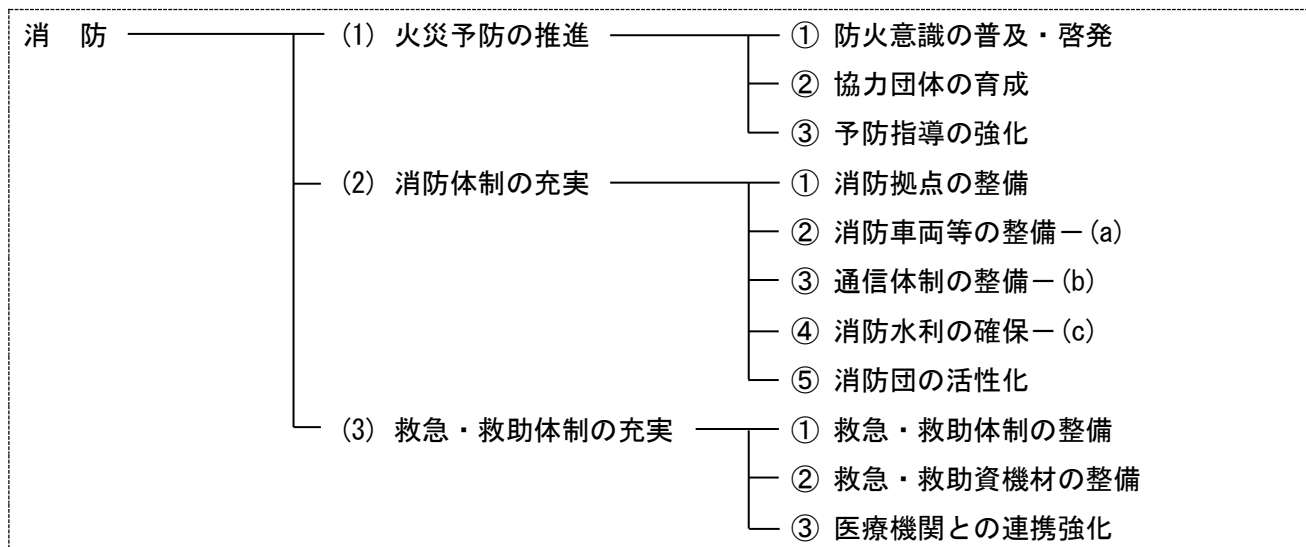 消　防　(1) 火災予防の推進　① 防火意識の普及・啓発
② 協力団体の育成
③ 予防指導の強化
(2) 消防体制の充実　① 消防拠点の整備
② 消防車両等の整備－(a)
③ 通信体制の整備－(b)
④ 消防水利の確保－(c)
⑤ 消防団の活性化
(3) 救急・救助体制の充実　① 救急・救助体制の整備
② 救急・救助資機材の整備
③ 医療機関との連携強化